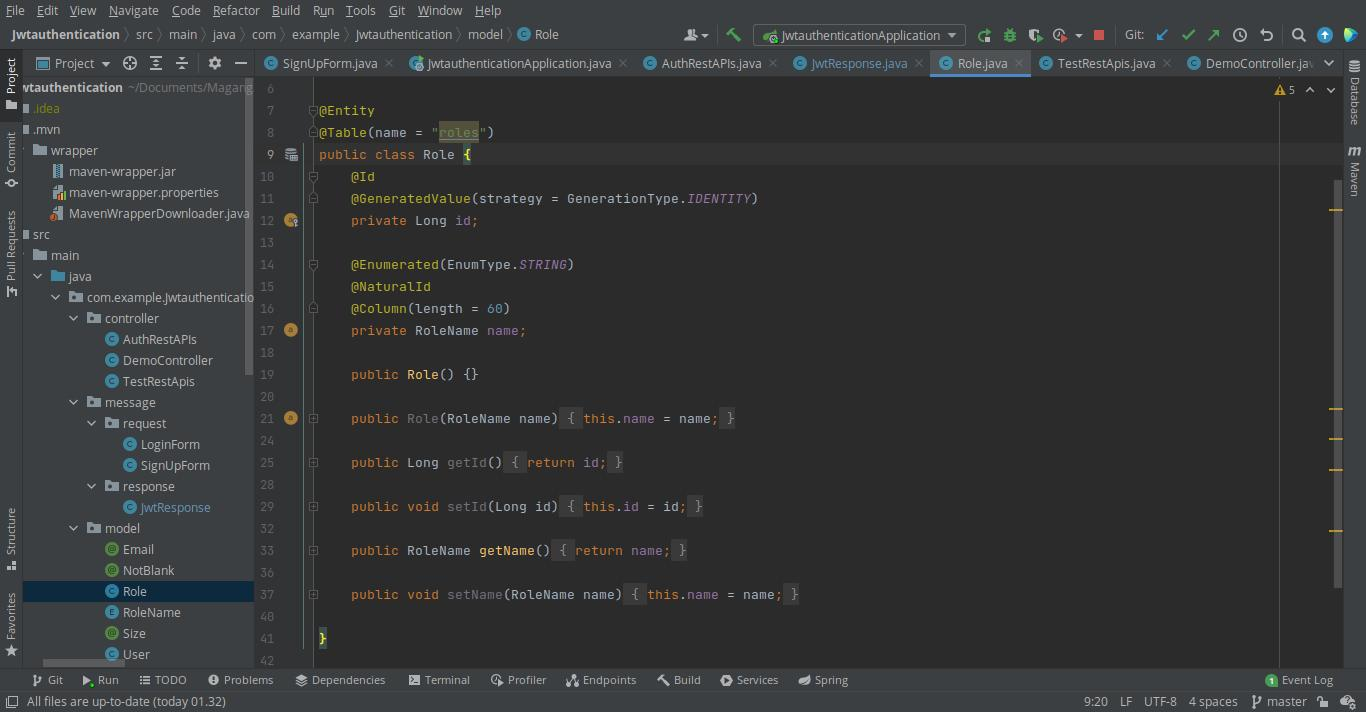 File Edit View Navigate Code Refactor Build Run Tools Git Window Help
Jwtauthentication src main java com example Jwtauthentication model Role JwtauthenticationApplication Git:
Project SignUpForm.java JwtauthenticationApplication.java AuthRestAPIs.java JwtResponse.java Role.java TestRestApis.java DemoController.jav
Project
Commit
Pull Requests
Structure
Favorites
wtauthentication ~/Documents/Magang
.idea
.mvn
wrapper
maven-wrapper.jar
maven-wrapper.properties
MavenWrapperDownloader.java
src
main
java
com.example.Jwtauthenticatio
controller
AuthRestAPIs
DemoController
TestRestApis
message
request
LoginForm
SignUpForm
response
JwtResponse
model
Email
NotBlank
Role
RoleName
Size
User
6
7 @Entity
8 @Table(name = "roles")
9 public class Role {
10 @Id
11 @GeneratedValue(strategy = GenerationType.IDENTITY)
12 private Long id;
13
14 @Enumerated(EnumType.STRING)
15 @NaturalId
16 @Column(length = 60)
17 private RoleName name;
18
19 public Role() {}
20
21 public Role(RoleName name) { this.name = name; }
24
25 public Long getId() { return id; }
28
29 public void setId(Long id) { this.id = id; }
32
33 public RoleName getName() { return name; }
36
37 public void setName(RoleName name) { this.name = name; }
40
41 }
42
5
Database
Maven
Git Run TODO Problems Dependencies Terminal Profiler Endpoints Build Services Spring 1 Event Log
All files are up-to-date (today 01.32) 9:20 LF UTF-8 4 spaces master